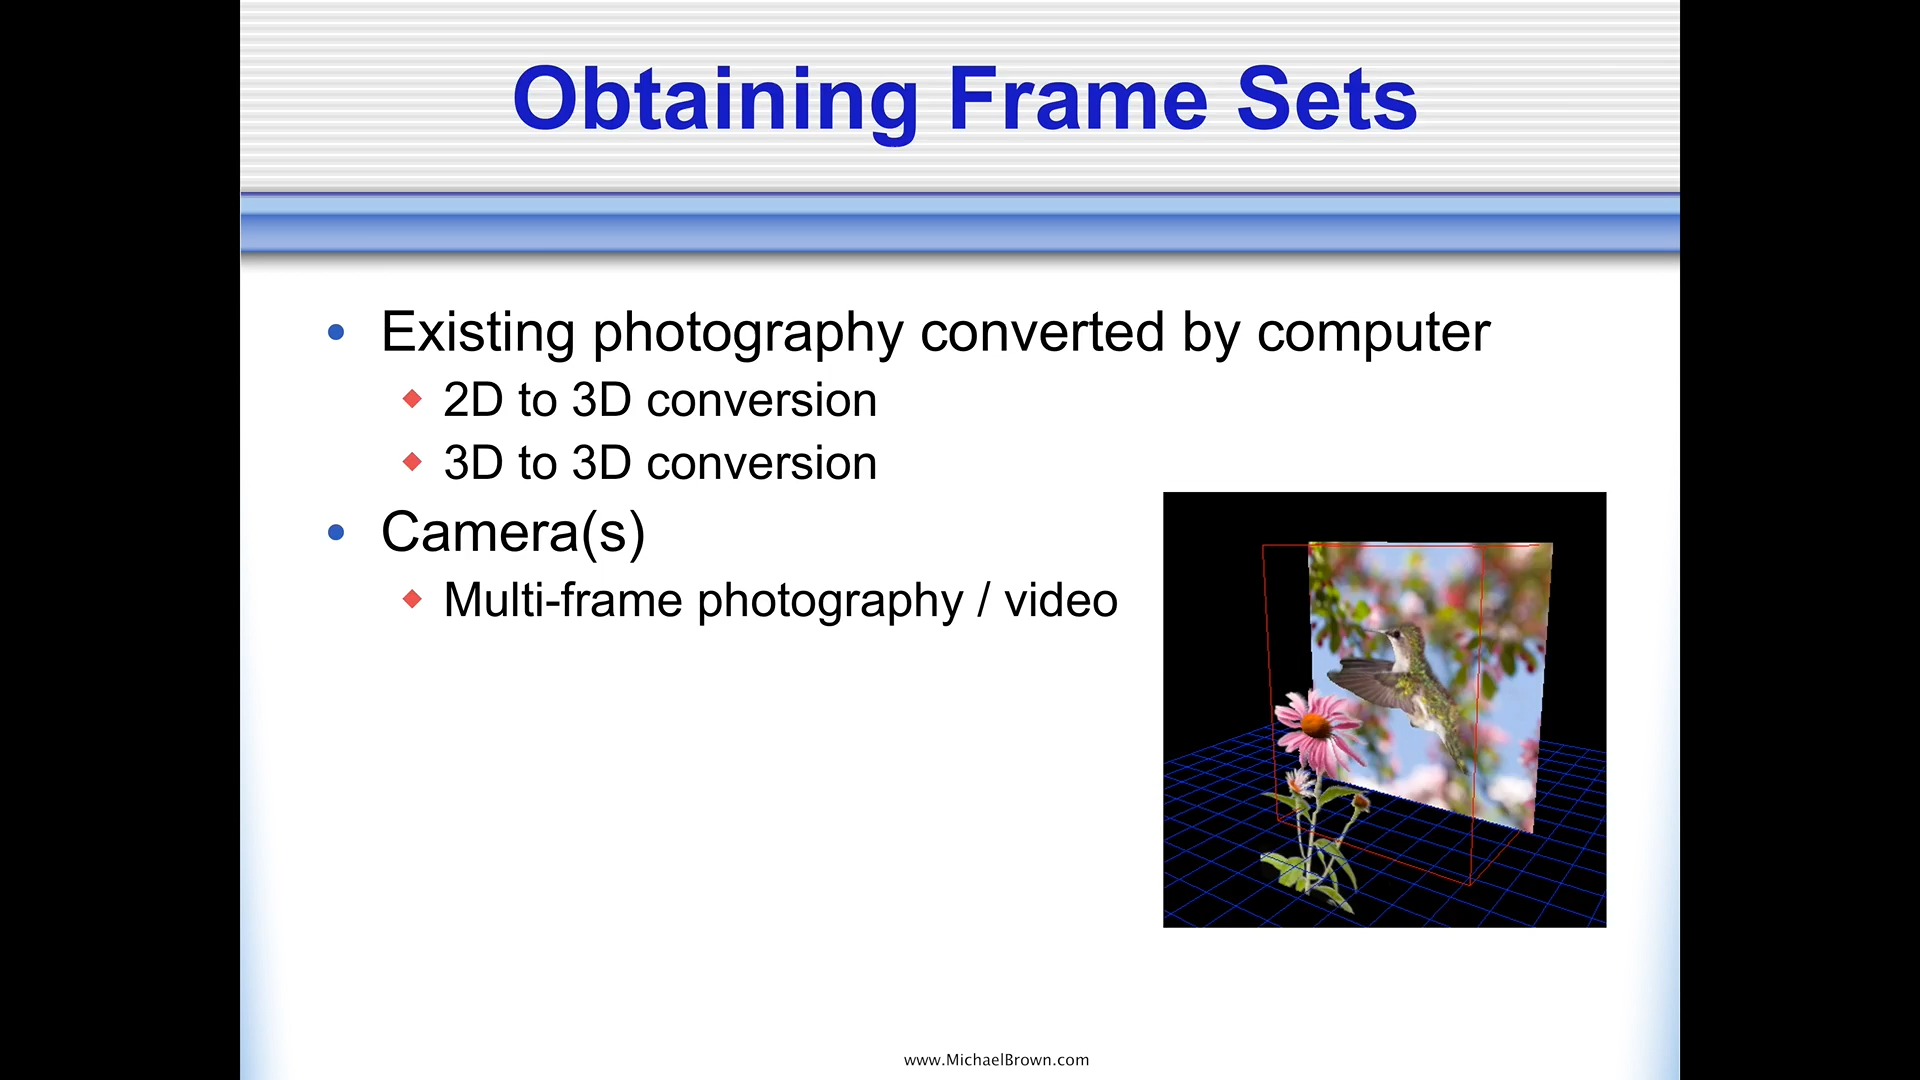 Obtaining Frame Sets
Existing photography converted by computer
2D to 3D conversion
3D to 3D conversion
Camera(s)
Multi-frame photography / video
www.MichaelBrown.com